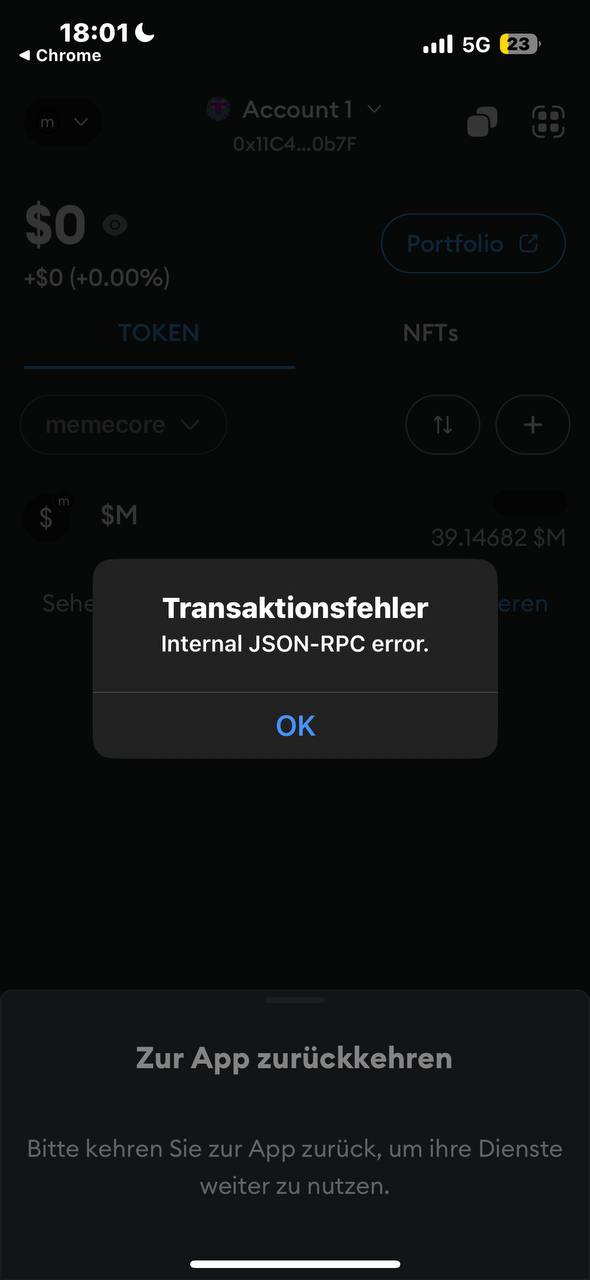 18:01
5G 23
◀ Chrome
m
Account 1
0x11C4...0b7F
$0
+$0 (+0.00%)
Portfolio
TOKEN
NFTs
memecore
$ m
$M
39.14682 $M
Sehe
eren
Transaktionsfehler
Internal JSON-RPC error.
OK
Zur App zurückkehren
Bitte kehren Sie zur App zurück, um ihre Dienste
weiter zu nutzen.